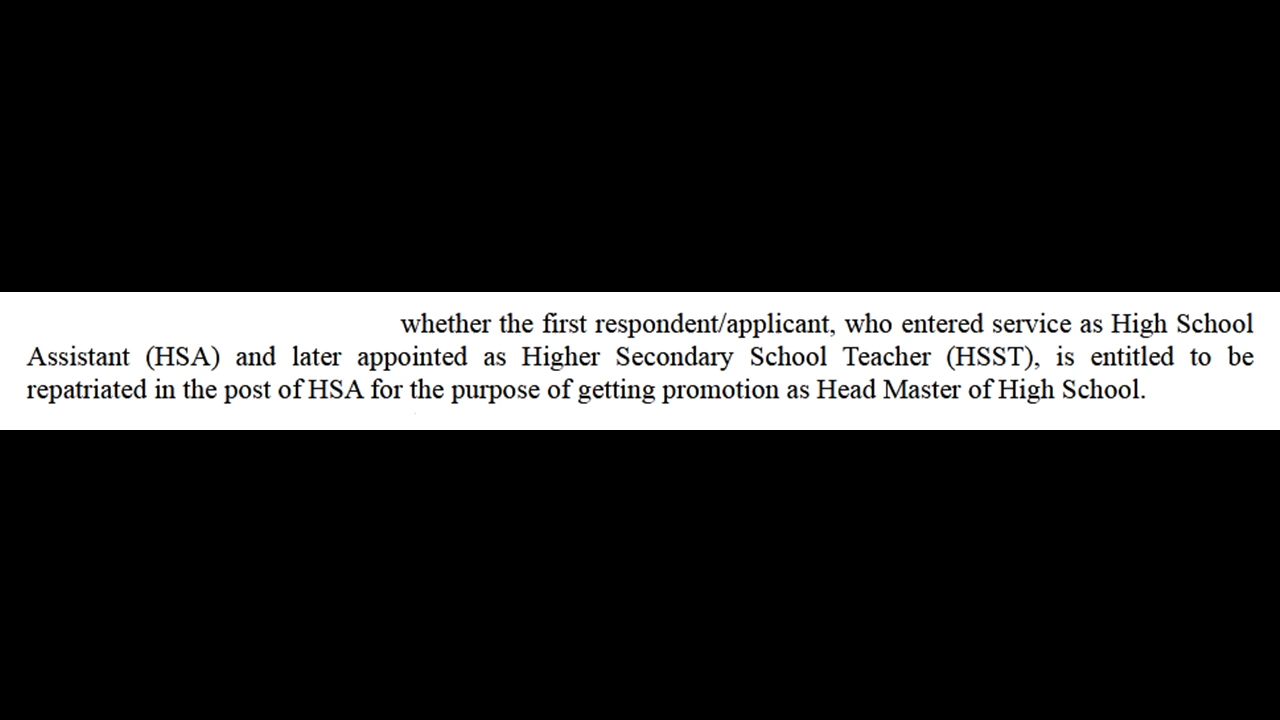 whether the first respondent/applicant, who entered service as High School
Assistant (HSA) and later appointed as Higher Secondary School Teacher (HSST), is entitled to be
repatriated in the post of HSA for the purpose of getting promotion as Head Master of High School.